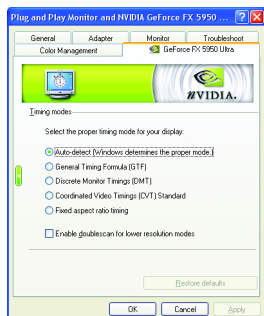 Plug and Play Monitor and NVIDIA GeForce FX 5950 ...
General Adapter Monitor Troubleshoot
Color Management GeForce FX 5950 Ultra
nVIDIA.
Timing modes
Select the proper timing mode for your display:
Auto-detect (Windows determines the proper mode.)
General Timing Formula (GTF)
Discrete Monitor Timings (DMT)
Coordinated Video Timings (CVT) Standard
Fixed aspect ratio timing
Enable doublescan for lower resolution modes
Restore defaults
OK Cancel Apply